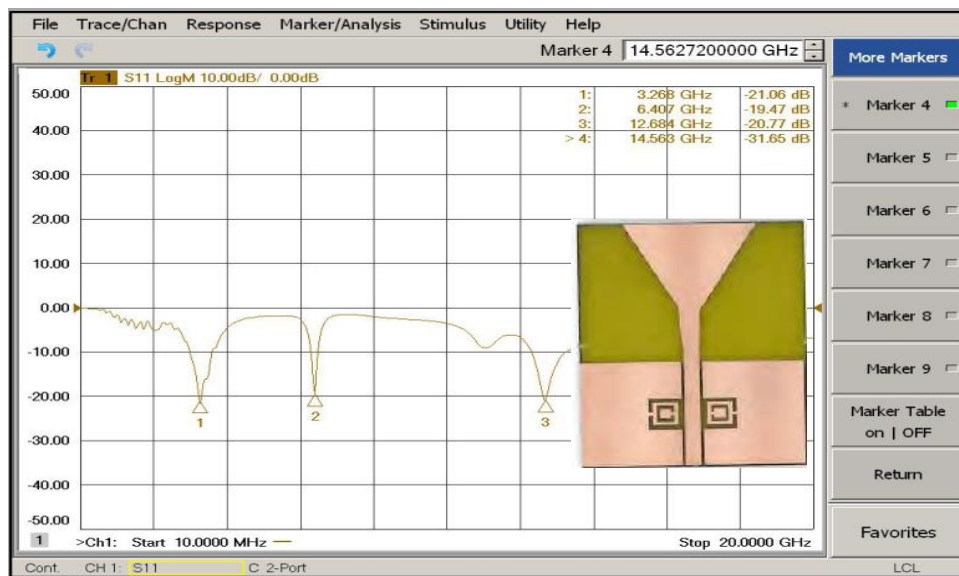 File Trace/Chan Response Marker/Analysis Stimulus Utility Help
Marker 4 14.5627200000 GHz
More Markers
Tr 1 S11 LogM 10.00dB/ 0.00dB
1: 3.268 GHz -21.06 dB
2: 6.407 GHz -19.47 dB
3: 12.684 GHz -20.77 dB
> 4: 14.563 GHz -31.65 dB
50.00
40.00
30.00
20.00
10.00
0.00
-10.00
-20.00
-30.00
-40.00
-50.00
1
2
3
* Marker 4
Marker 5
Marker 6
Marker 7
Marker 8
Marker 9
Marker Table
on | OFF
Return
Favorites
1 >Ch1: Start 10.0000 MHz Stop 20.0000 GHz
Cont. CH 1: S11 C 2-Port LCL